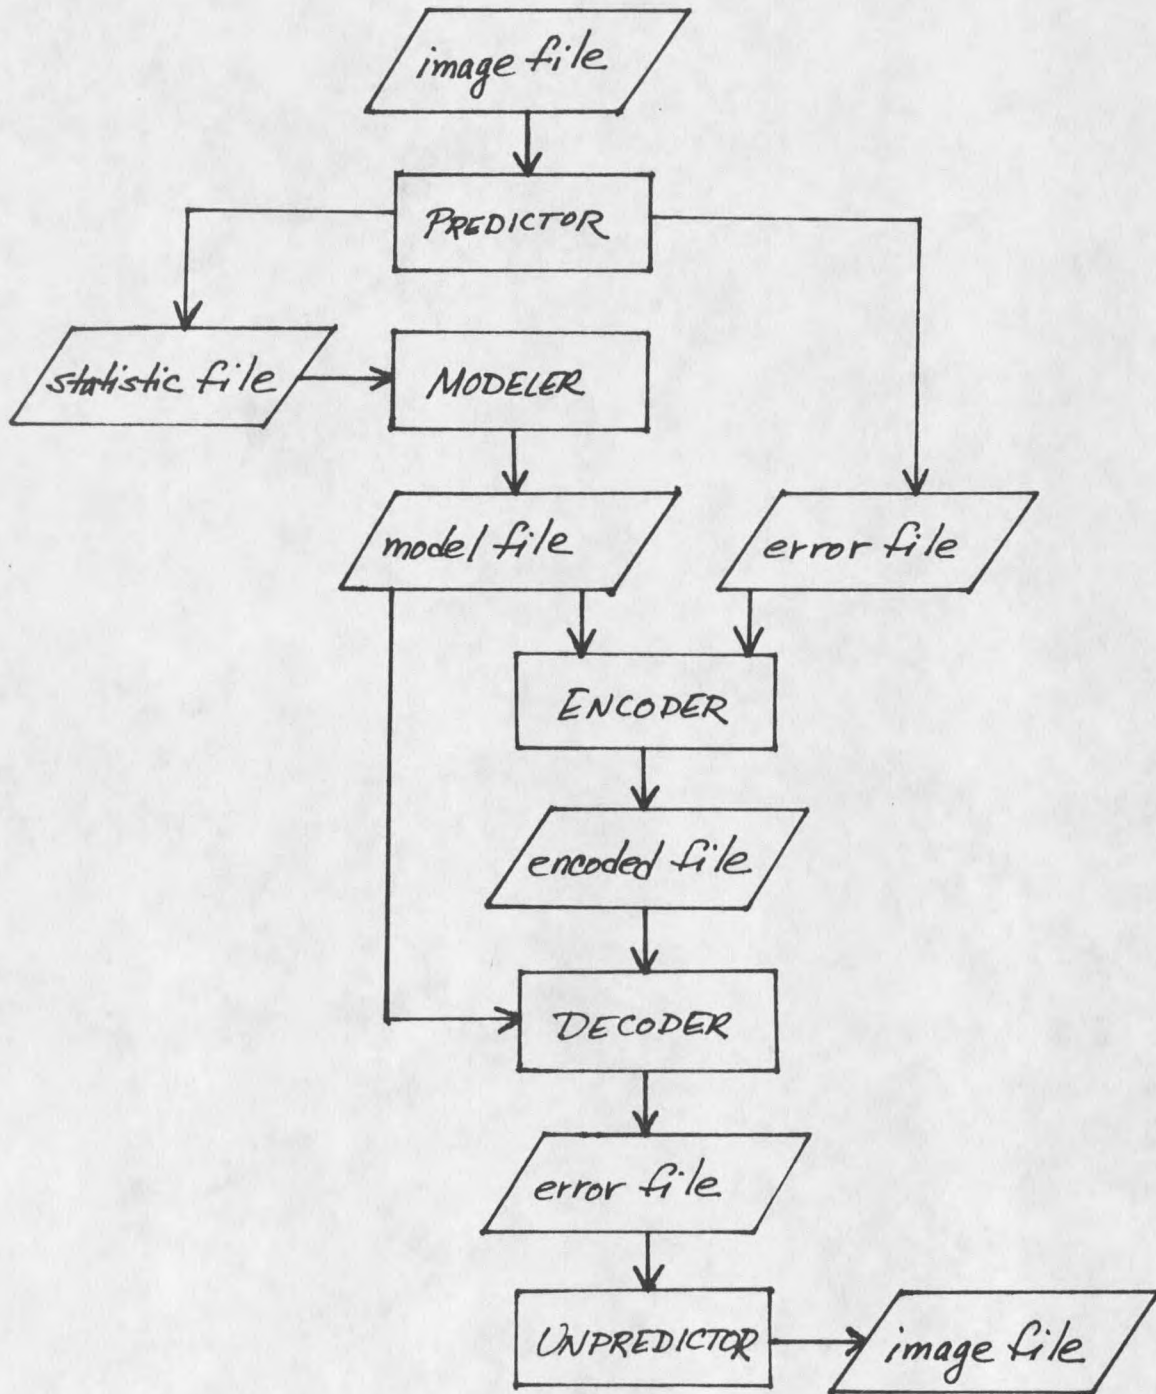 image file
PREDICTOR
statistic file
MODELER
model file
error file
ENCODER
encoded file
DECODER
error file
UNPREDICTOR
image file